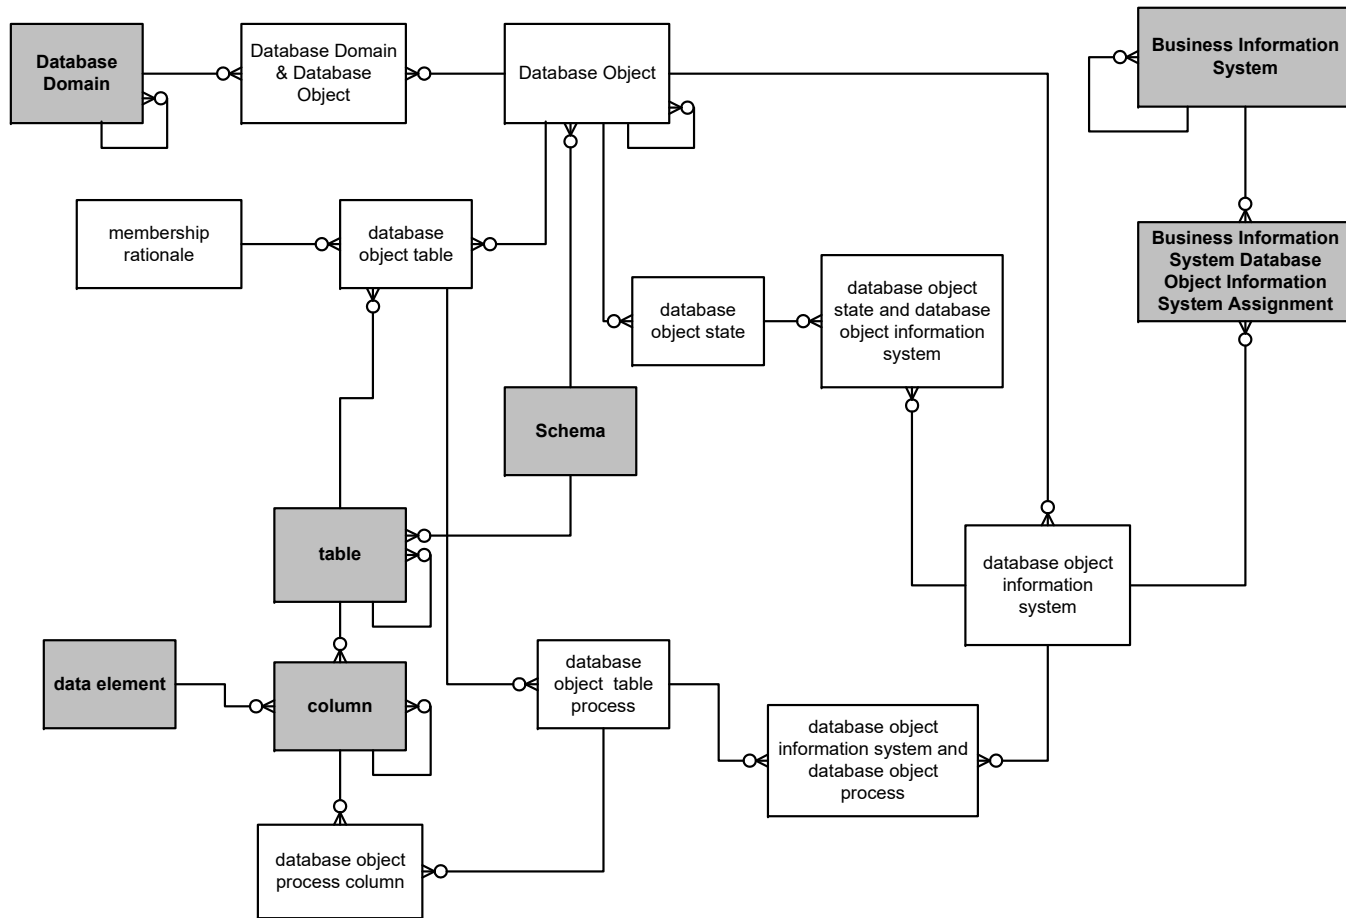 Database
Domain
Database Domain
& Database
Object
Database Object
Business Information
System
membership
rationale
database
object table
database
object state
database object
state and database
object information
system
Business Information
System Database
Object Information
System Assignment
Schema
table
database object
information
system
data element
column
database
object  table
process
database object
information system and
database object
process
database object
process column